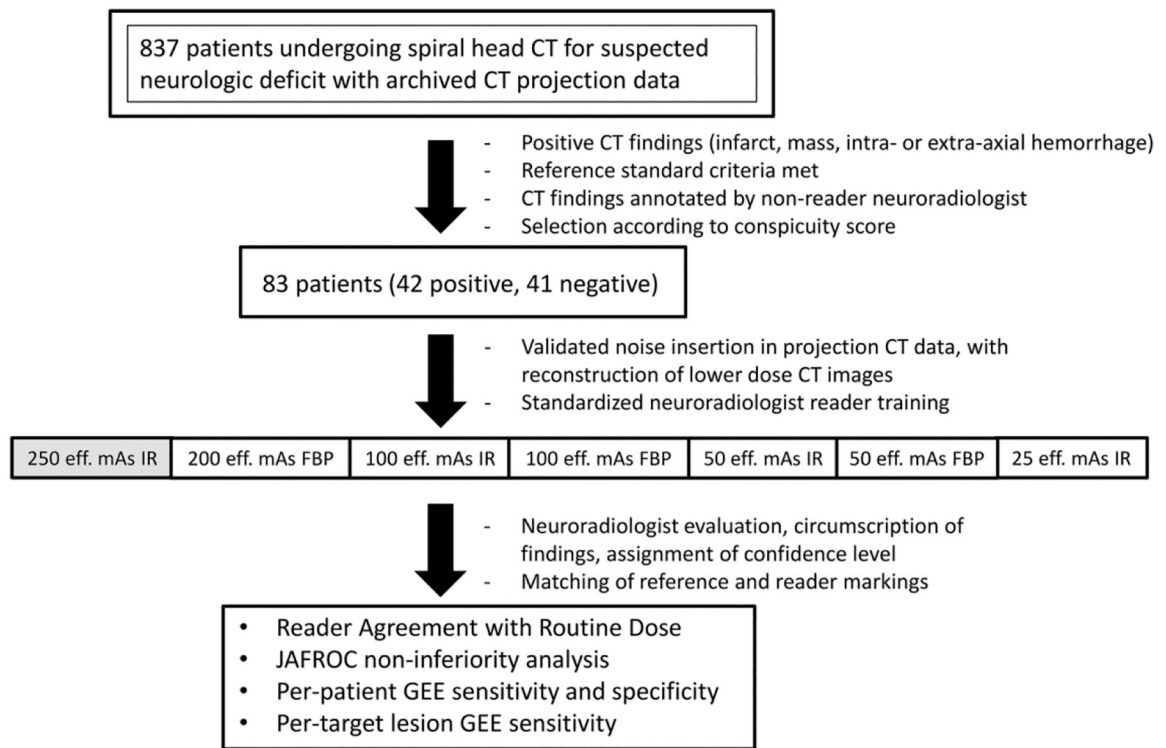 837 patients undergoing spiral head CT for suspected
neurologic deficit with archived CT projection data
- Positive CT findings (infarct, mass, intra- or extra-axial hemorrhage)
- Reference standard criteria met
- CT findings annotated by non-reader neuroradiologist
- Selection according to conspicuity score
83 patients (42 positive, 41 negative)
- Validated noise insertion in projection CT data, with
reconstruction of lower dose CT images
- Standardized neuroradiologist reader training
250 eff. mAs IR 200 eff. mAs FBP 100 eff. mAs IR 100 eff. mAs FBP 50 eff. mAs IR 50 eff. mAs FBP 25 eff. mAs IR
- Neuroradiologist evaluation, circumscription of
findings, assignment of confidence level
- Matching of reference and reader markings
• Reader Agreement with Routine Dose
• JAFROC non-inferiority analysis
• Per-patient GEE sensitivity and specificity
• Per-target lesion GEE sensitivity